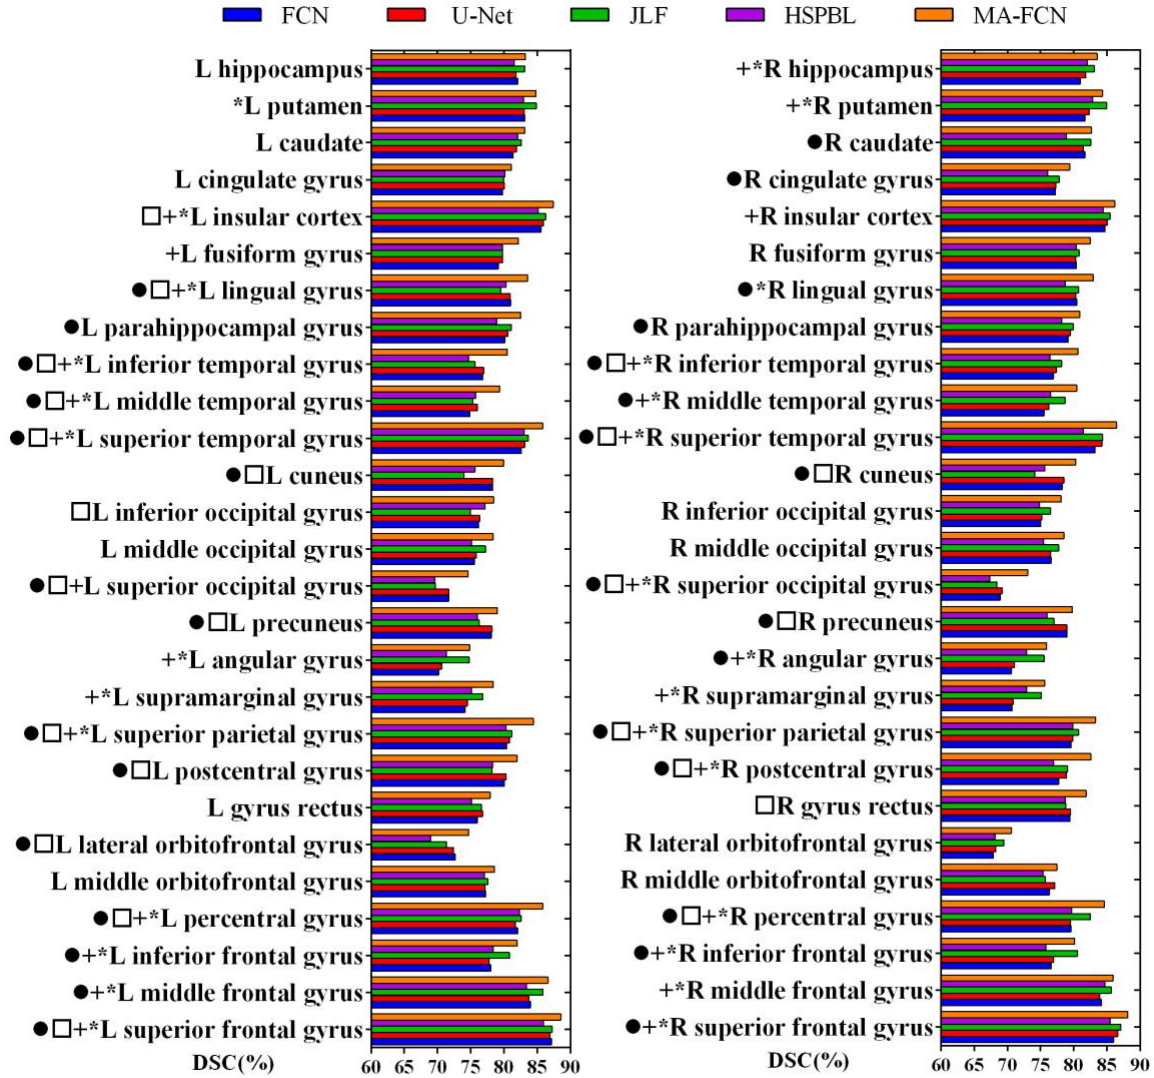 FCN U-Net JLF HSPBL MA-FCN
L hippocampus
*L putamen
L caudate
L cingulate gyrus
□+*L insular cortex
+L fusiform gyrus
●□+*L lingual gyrus
●L parahippocampal gyrus
●□+*L inferior temporal gyrus
●□+*L middle temporal gyrus
●□+*L superior temporal gyrus
●□L cuneus
□L inferior occipital gyrus
L middle occipital gyrus
●□+L superior occipital gyrus
●□L precuneus
+*L angular gyrus
+*L supramarginal gyrus
●□+*L superior parietal gyrus
●□L postcentral gyrus
L gyrus rectus
●□L lateral orbitofrontal gyrus
L middle orbitofrontal gyrus
●□+*L percentral gyrus
●+*L inferior frontal gyrus
●+*L middle frontal gyrus
●□+*L superior frontal gyrus
DSC(%) 60 65 70 75 80 85 90
+*R hippocampus
+*R putamen
●R caudate
●R cingulate gyrus
+R insular cortex
R fusiform gyrus
●*R lingual gyrus
●R parahippocampal gyrus
●□+*R inferior temporal gyrus
●+*R middle temporal gyrus
●□+*R superior temporal gyrus
●□R cuneus
R inferior occipital gyrus
R middle occipital gyrus
●□+*R superior occipital gyrus
●□R precuneus
●+*R angular gyrus
+*R supramarginal gyrus
●□+*R superior parietal gyrus
●□+*R postcentral gyrus
□R gyrus rectus
R lateral orbitofrontal gyrus
R middle orbitofrontal gyrus
●□+*R percentral gyrus
●+*R inferior frontal gyrus
+*R middle frontal gyrus
●+*R superior frontal gyrus
DSC(%) 60 65 70 75 80 85 90